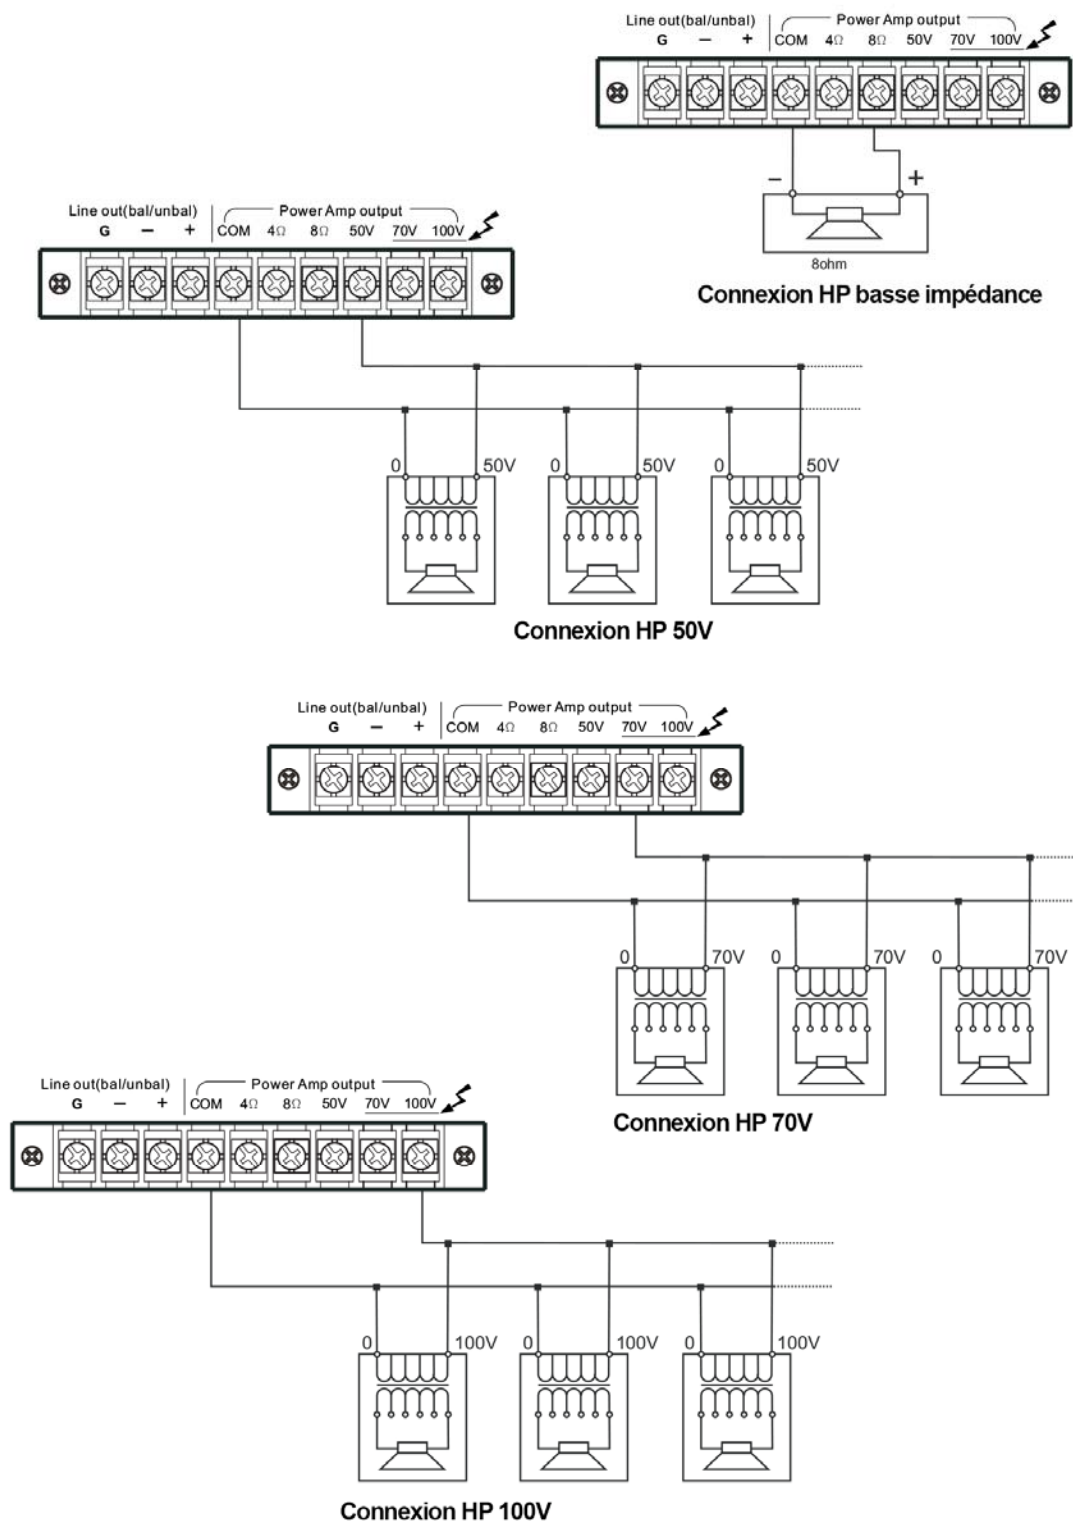 Line out(bal/unbal) Power Amp output
G − + COM 4Ω 8Ω 50V 70V 100V
− +
8ohm
Connexion HP basse impédance
Line out(bal/unbal) Power Amp output
G − + COM 4Ω 8Ω 50V 70V 100V
0 50V 0 50V 0 50V
Connexion HP 50V
Line out(bal/unbal) Power Amp output
G − + COM 4Ω 8Ω 50V 70V 100V
0 70V 0 70V 0 70V
Connexion HP 70V
Line out(bal/unbal) Power Amp output
G − + COM 4Ω 8Ω 50V 70V 100V
0 100V 0 100V 0 100V
Connexion HP 100V